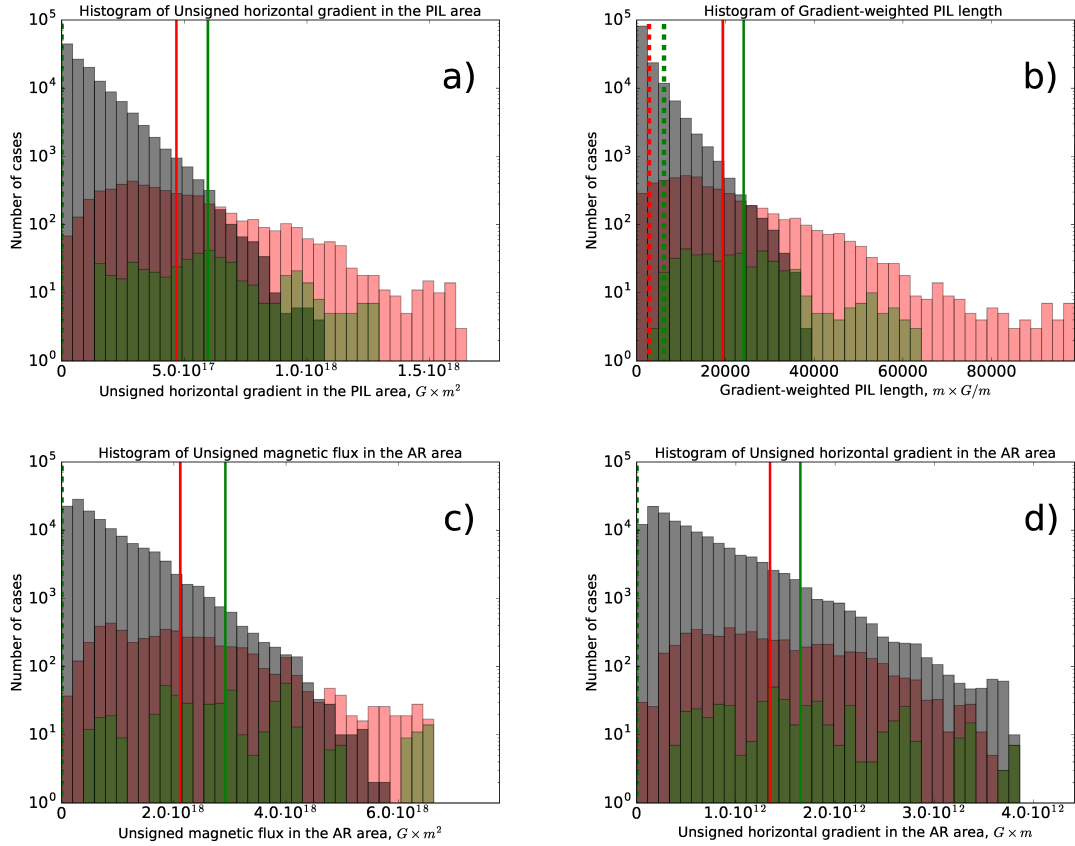 Histogram of Unsigned horizontal gradient in the PIL area
a)
Number of cases
10^5
10^4
10^3
10^2
10^1
10^0
0 5.0·10^17 1.0·10^18 1.5·10^18
Unsigned horizontal gradient in the PIL area, G × m^2
Histogram of Gradient-weighted PIL length
b)
Number of cases
10^5
10^4
10^3
10^2
10^1
10^0
0 20000 40000 60000 80000
Gradient-weighted PIL length, m × G/m
Histogram of Unsigned magnetic flux in the AR area
c)
Number of cases
10^5
10^4
10^3
10^2
10^1
10^0
0 2.0·10^18 4.0·10^18 6.0·10^18
Unsigned magnetic flux in the AR area, G × m^2
Histogram of Unsigned horizontal gradient in the AR area
d)
Number of cases
10^5
10^4
10^3
10^2
10^1
10^0
0 1.0·10^12 2.0·10^12 3.0·10^12 4.0·10^12
Unsigned horizontal gradient in the AR area, G × m